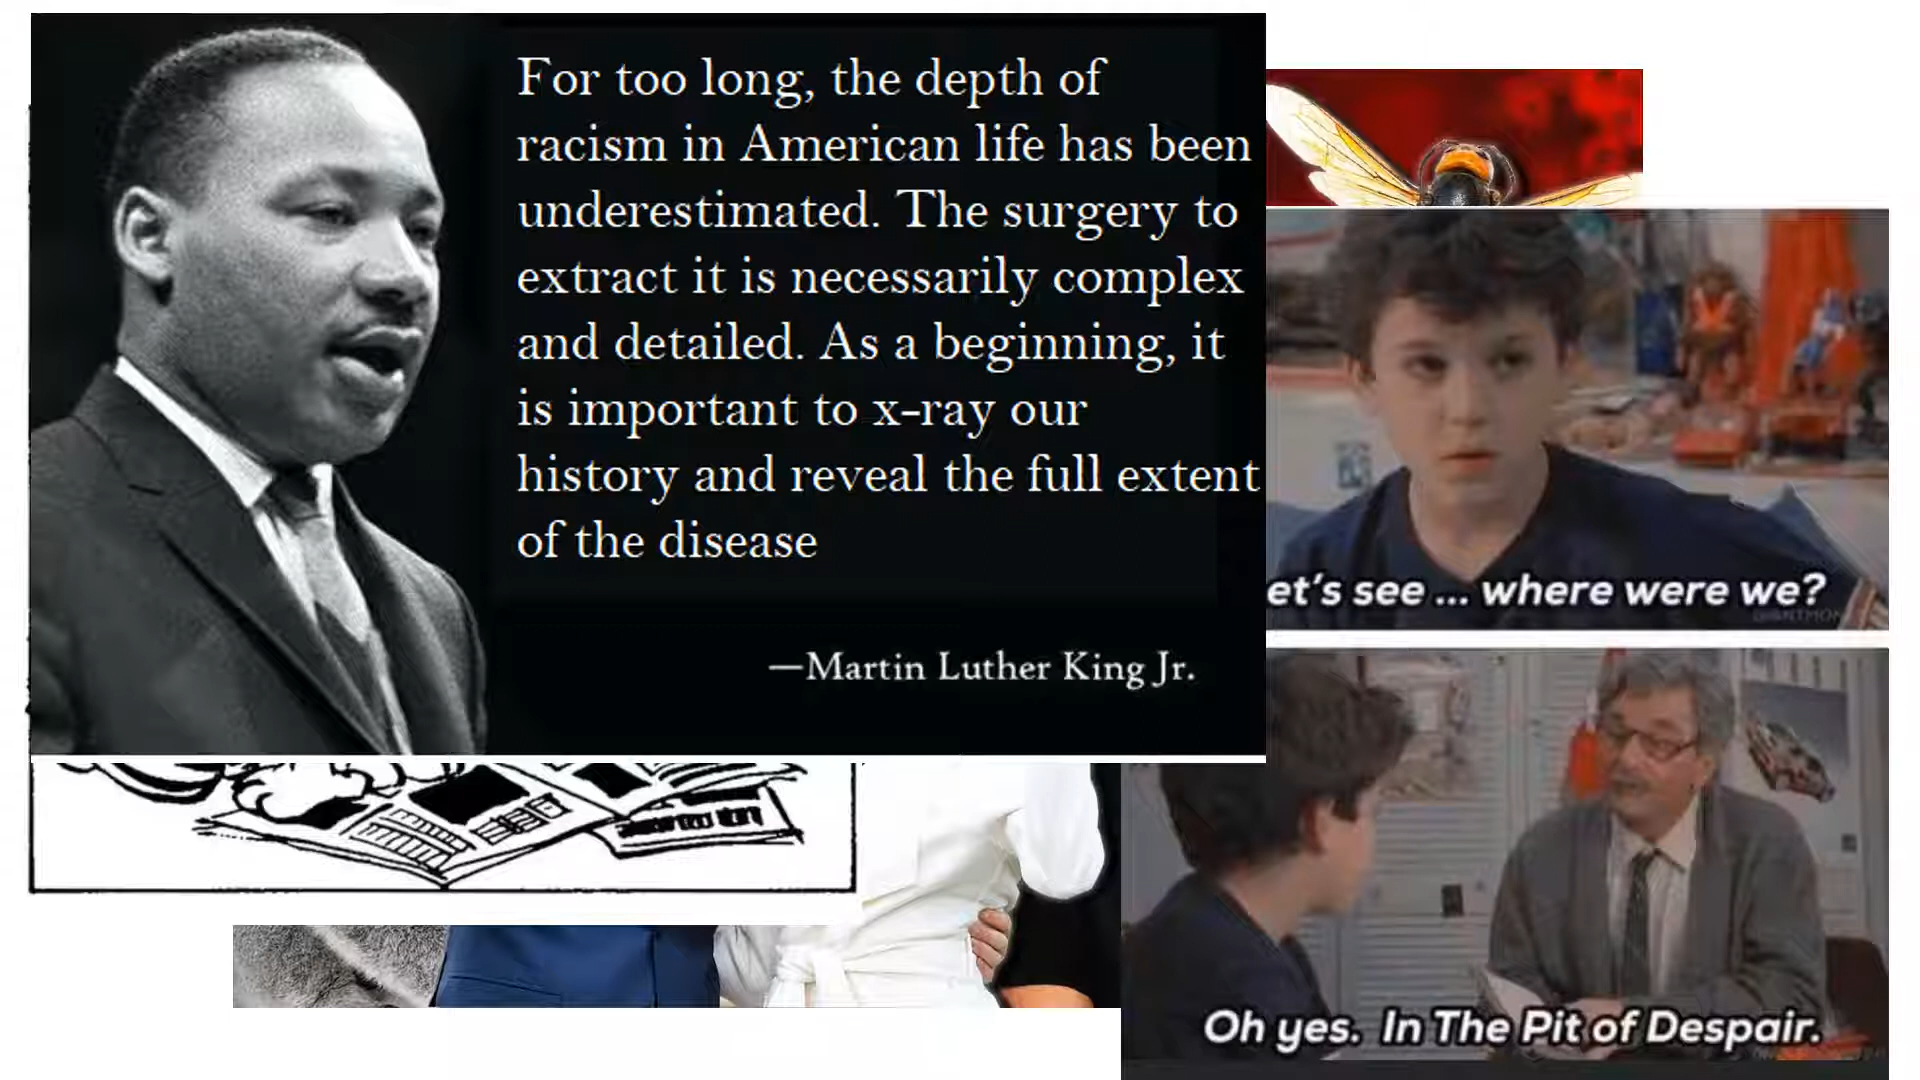 For too long, the depth of
racism in American life has been
underestimated. The surgery to
extract it is necessarily complex
and detailed. As a beginning, it
is important to x-ray our
history and reveal the full extent
of the disease
—Martin Luther King Jr.
et's see ... where were we?
Oh yes. In The Pit of Despair.